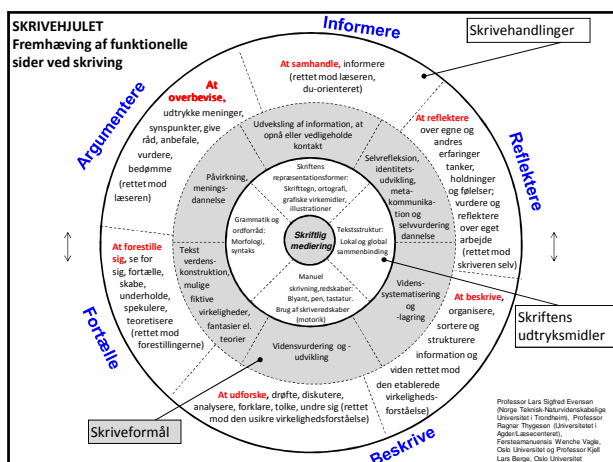 SKRIVEHJULET
Fremhæving af funktionelle
sider ved skriving
Informere
Skrivehandlinger
At samhandle, informere
(rettet mod læseren,
du-orienteret)
Argumentere
At
overbevise,
udtrykke meninger,
synspunkter, give
råd, anbefale,
vurdere,
bedømme
(rettet mod
læseren)
Udveksling af information, at
opnå eller vedligeholde
kontakt
At reflektere
over egne og
andres
erfaringer
tanker,
holdninger
og følelser;
vurdere og
reflektere
over eget
arbejde
(rettet mod
skriveren selv)
Reflektere
Selvrefleksion,
identitets-
udvikling,
meta-
kommunika-
tion og
selvvurdering
dannelse
Påvirkning,
menings-
dannelse
Skriftens
repræsentationsformer:
Skrifttegn, ortografi,
grafiske virkemidler,
illustrationer
Grammatik og
ordforråd:
Morfologi,
syntaks
Skriftlig
mediering
Tekststruktur:
Lokal og global
sammenbinding
At forestille
sig, se for
sig, fortælle,
skabe,
underholde,
spekulere,
teoretisere
(rettet mod
forestillingerne)
Fortælle
Tekst
verdens-
konstruktion,
mulige
fiktive
virkeligheder,
fantasier el.
teorier
Manuel
skrivning,redskaber:
Blyant, pen, tastatur.
Brug af skriveredskaber
(motorik)
Videns-
systematisering
og
-lagring
At beskrive,
organisere,
sortere og
strukturere
information og
viden rettet mod
den etablerede
virkeligheds-
forståelse)
Skriftens
udtryksmidler
Vidensvurdering og -
udvikling
At udforske, drøfte, diskutere,
analysere, forklare, tolke, undre sig (rettet
mod den usikre virkelighedsforståelse)
Skriveformål
Beskrive
Professor Lars Sigfred Evensen
(Norge Teknisk-Naturvidenskabelige
Universitet i Trondheim), Professor
Ragnar Thygesen (Universitetet i
Agder/Læsecenteret),
Førsteamanuensis Wenche Vagle,
Oslo Universitet og Professor Kjell
Lars Berge, Oslo Universitet